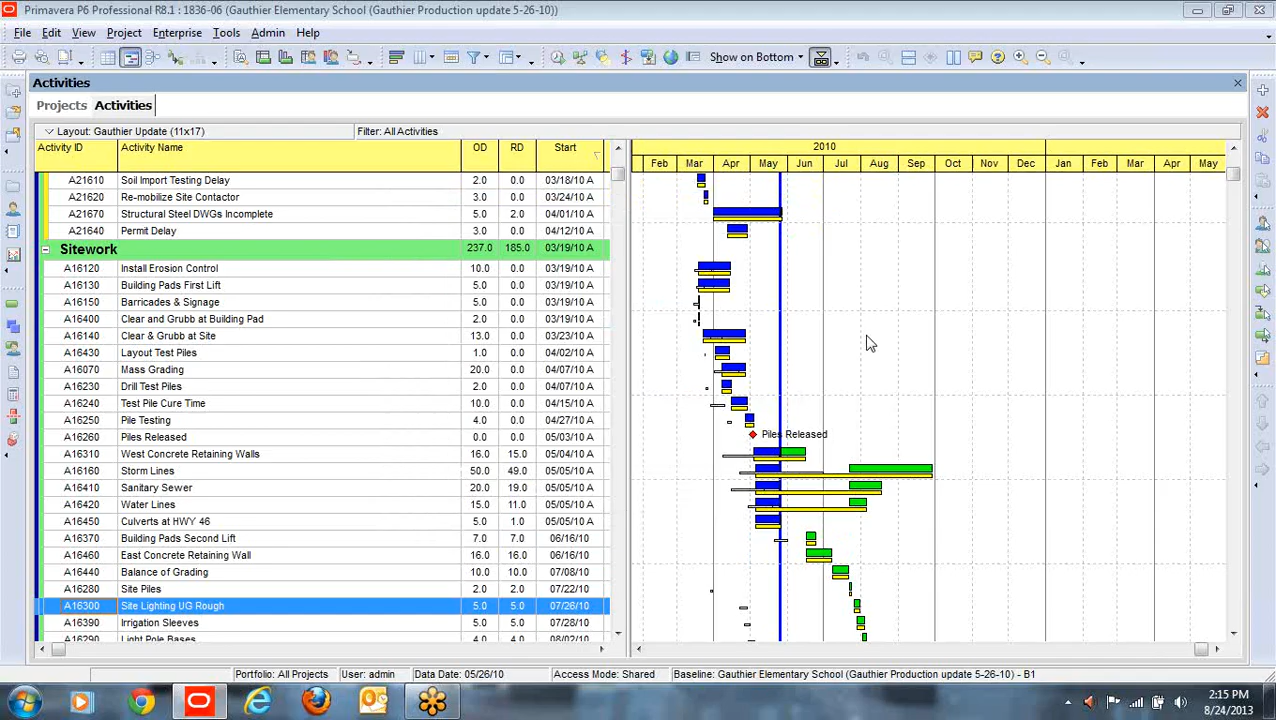 Primavera P6 Professional R8.1 : 1836-06 (Gauthier Elementary School (Gauthier Production update 5-26-10))
File Edit View Project Enterprise Tools Admin Help
Show on Bottom
Activities
Projects Activities
Layout: Gauthier Update (11x17) Filter: All Activities
Activity ID Activity Name OD RD Start 2010
Feb Mar Apr May Jun Jul Aug Sep Oct Nov Dec Jan Feb Mar Apr May
A21610 Soil Import Testing Delay 2.0 0.0 03/18/10 A
A21620 Re-mobilize Site Contactor 3.0 0.0 03/24/10 A
A21670 Structural Steel DWGs Incomplete 5.0 2.0 04/01/10 A
A21640 Permit Delay 3.0 0.0 04/12/10 A
Sitework 237.0 185.0 03/19/10 A
A16120 Install Erosion Control 10.0 0.0 03/19/10 A
A16130 Building Pads First Lift 5.0 0.0 03/19/10 A
A16150 Barricades & Signage 5.0 0.0 03/19/10 A
A16400 Clear and Grubb at Building Pad 2.0 0.0 03/19/10 A
A16140 Clear & Grubb at Site 13.0 0.0 03/23/10 A
A16430 Layout Test Piles 1.0 0.0 04/02/10 A
A16070 Mass Grading 20.0 0.0 04/07/10 A
A16230 Drill Test Piles 2.0 0.0 04/07/10 A
A16240 Test Pile Cure Time 10.0 0.0 04/15/10 A
A16250 Pile Testing 4.0 0.0 04/27/10 A
A16260 Piles Released 0.0 0.0 05/03/10 A Piles Released
A16310 West Concrete Retaining Walls 16.0 15.0 05/04/10 A
A16160 Storm Lines 50.0 49.0 05/05/10 A
A16410 Sanitary Sewer 20.0 19.0 05/05/10 A
A16420 Water Lines 15.0 11.0 05/05/10 A
A16450 Culverts at HWY 46 5.0 1.0 05/05/10 A
A16370 Building Pads Second Lift 7.0 7.0 06/16/10
A16460 East Concrete Retaining Wall 16.0 16.0 06/16/10
A16440 Balance of Grading 10.0 10.0 07/08/10
A16280 Site Piles 2.0 2.0 07/22/10
A16300 Site Lighting UG Rough 5.0 5.0 07/26/10
A16390 Irrigation Sleeves 5.0 5.0 07/28/10
A16290 Light Pole Bases 4.0 4.0 08/02/10
Portfolio: All Projects User: admin Data Date: 05/26/10 Access Mode: Shared Baseline: Gauthier Elementary School (Gauthier Production update 5-26-10) - B1
2:15 PM
8/24/2013